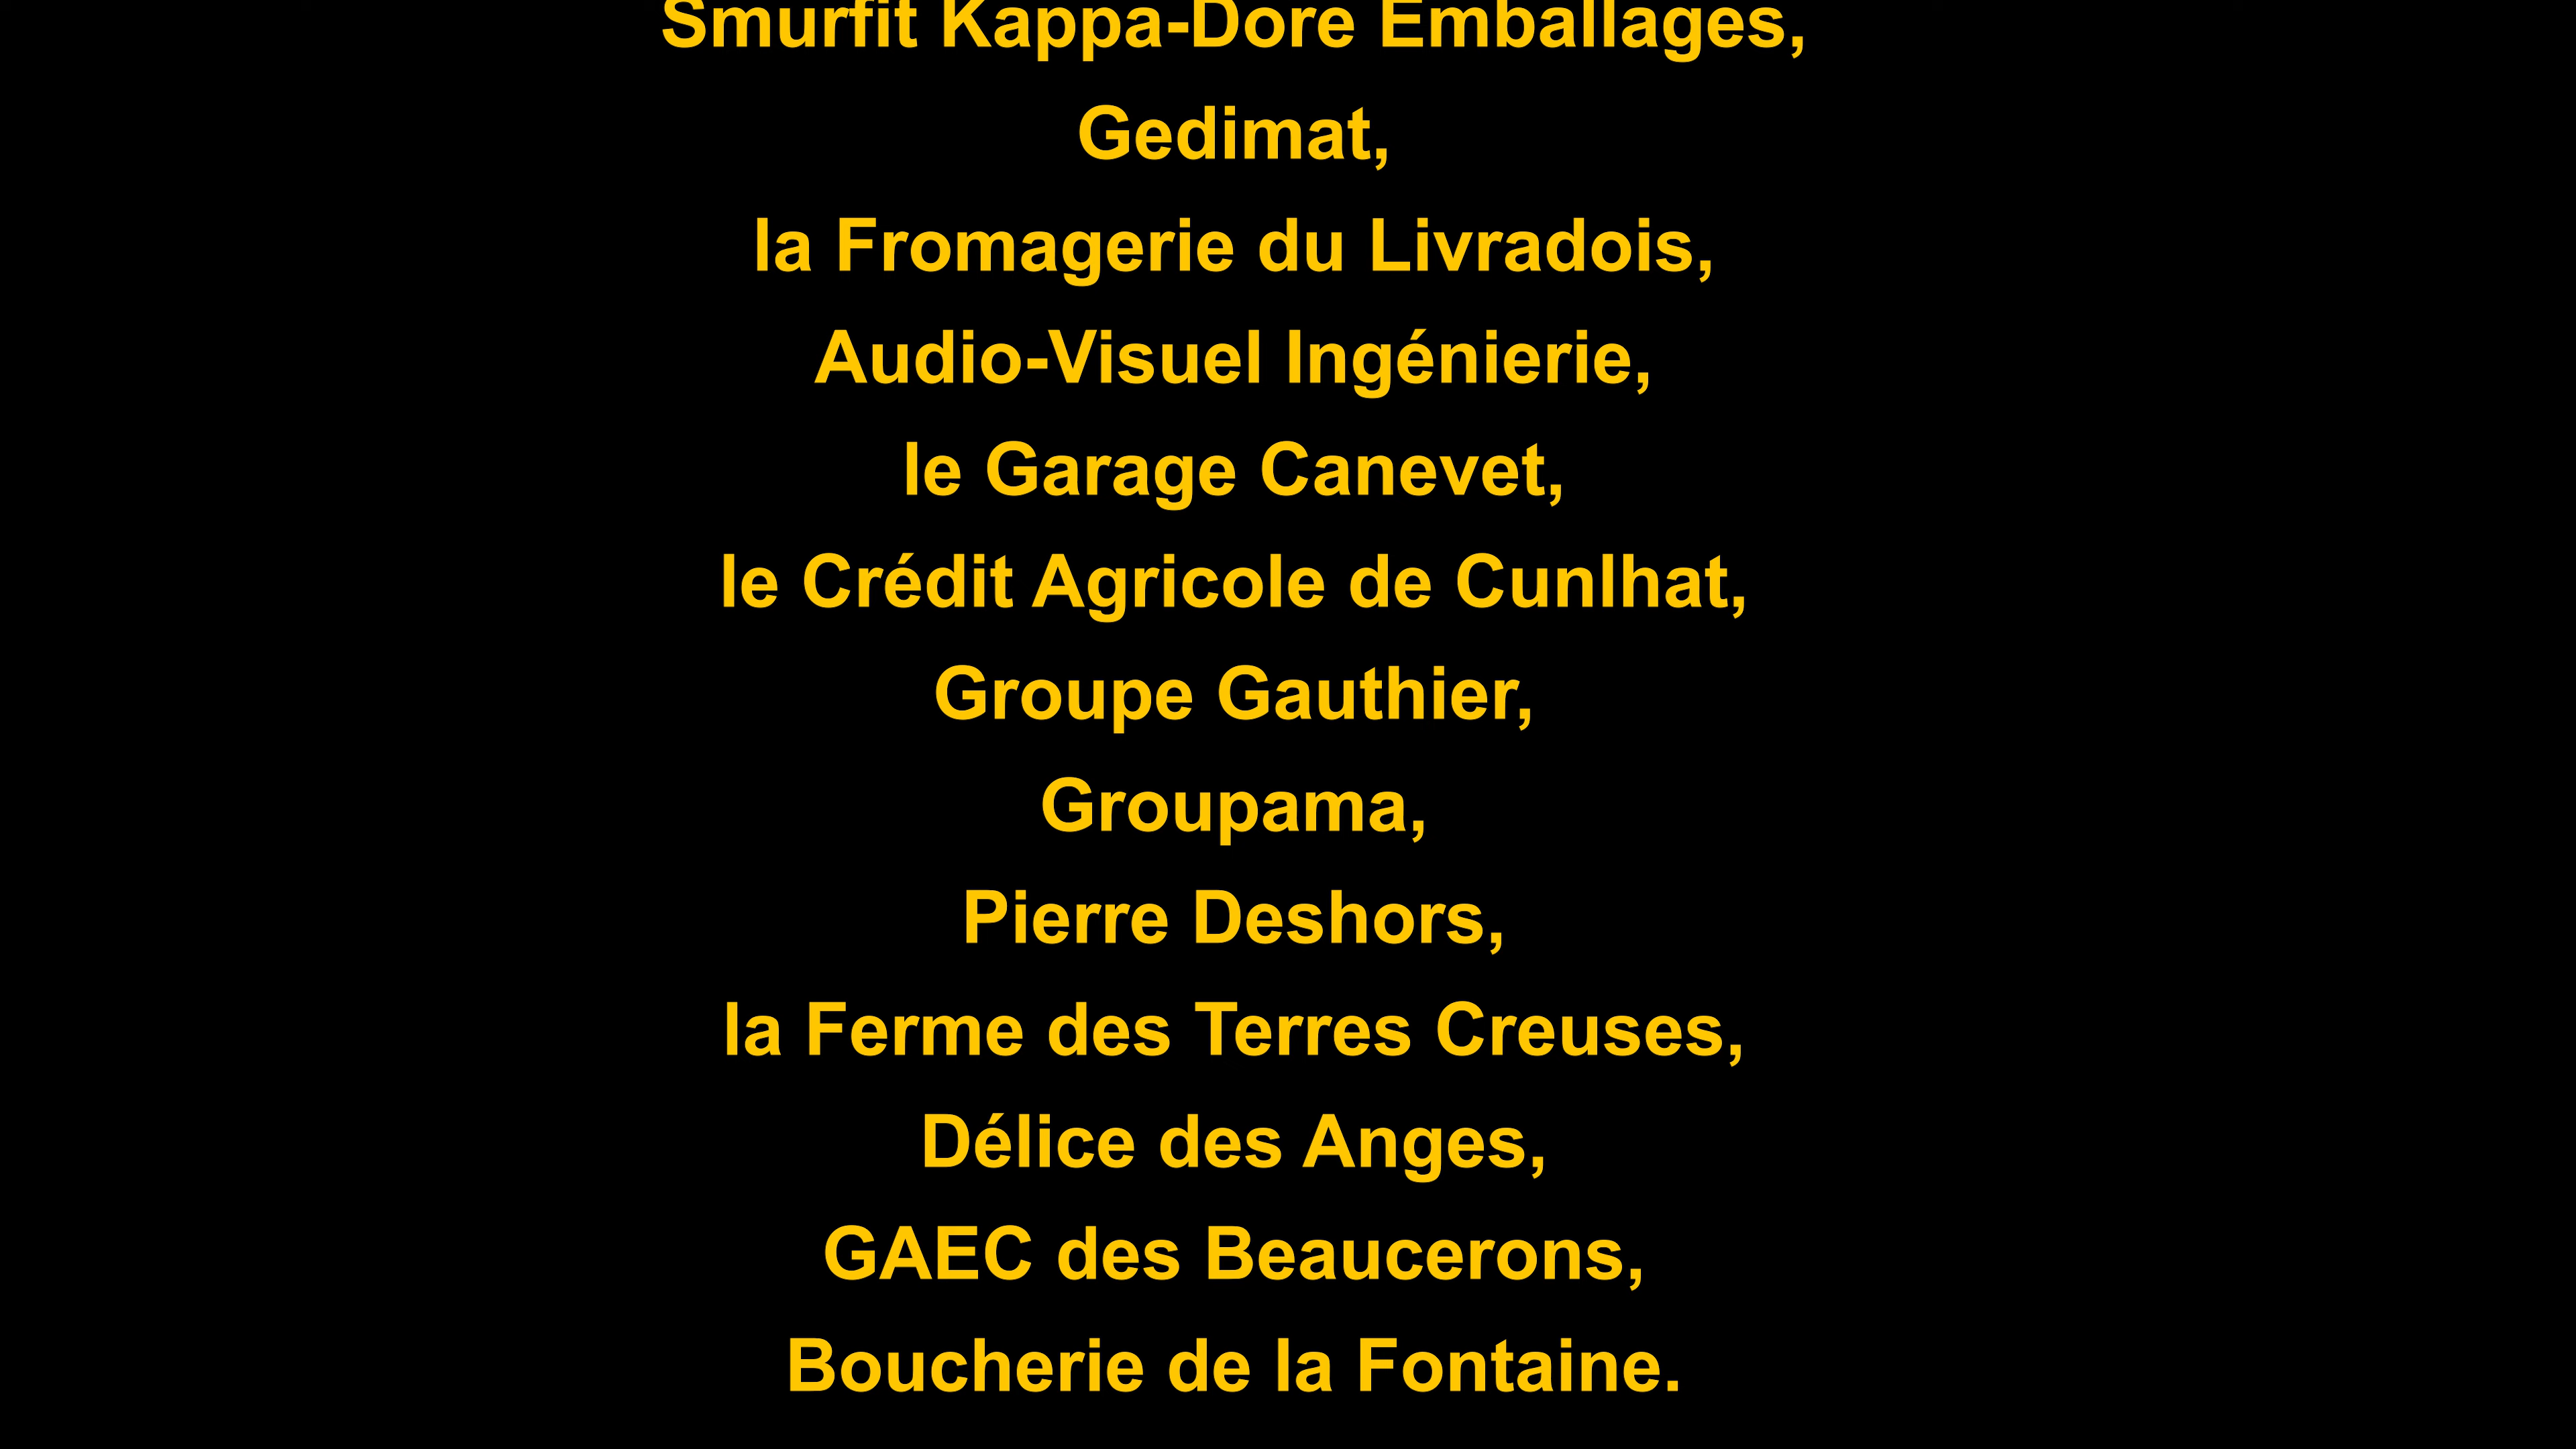 Smurfit Kappa-Dore Emballages,
Gedimat,
la Fromagerie du Livradois,
Audio-Visuel Ingénierie,
le Garage Canevet,
le Crédit Agricole de Cunlhat,
Groupe Gauthier,
Groupama,
Pierre Deshors,
la Ferme des Terres Creuses,
Délice des Anges,
GAEC des Beaucerons,
Boucherie de la Fontaine.